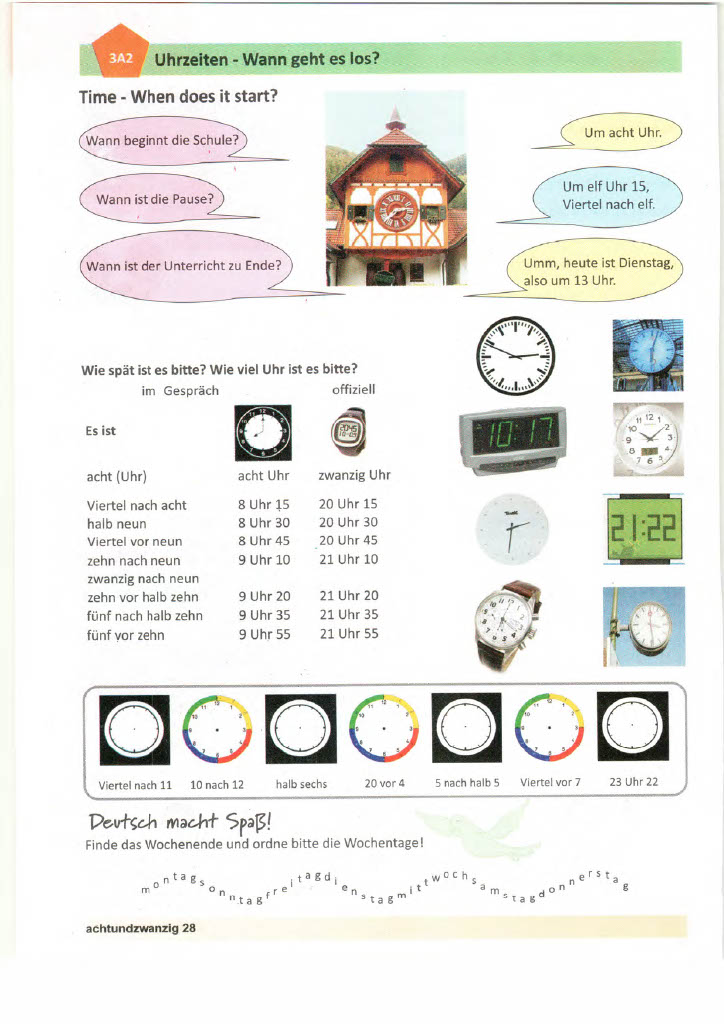 3A2
Uhrzeiten - Wann geht es los?
Time - When does it start?
Wann beginnt die Schule?
Um acht Uhr.
Wann ist die Pause?
Um elf Uhr 15,
Viertel nach elf.
Wann ist der Unterricht zu Ende?
Umm, heute ist Dienstag,
also um 13 Uhr.
Wie spät ist es bitte? Wie viel Uhr ist es bitte?
im Gespräch offiziell
Es ist
acht (Uhr) acht Uhr zwanzig Uhr
Viertel nach acht 8 Uhr 15 20 Uhr 15
halb neun 8 Uhr 30 20 Uhr 30
Viertel vor neun 8 Uhr 45 20 Uhr 45
zehn nach neun 9 Uhr 10 21 Uhr 10
zwanzig nach neun
zehn vor halb zehn 9 Uhr 20 21 Uhr 20
fünf nach halb zehn 9 Uhr 35 21 Uhr 35
fünf vor zehn 9 Uhr 55 21 Uhr 55
10:17
21:22
Viertel nach 11 10 nach 12 halb sechs 20 vor 4 5 nach halb 5 Viertel vor 7 23 Uhr 22
Deutsch macht Spaß!
Finde das Wochenende und ordne bitte die Wochentage!
montagsonntagfreitagdienstagmittwochsamstagdonnerstag
achtundzwanzig 28